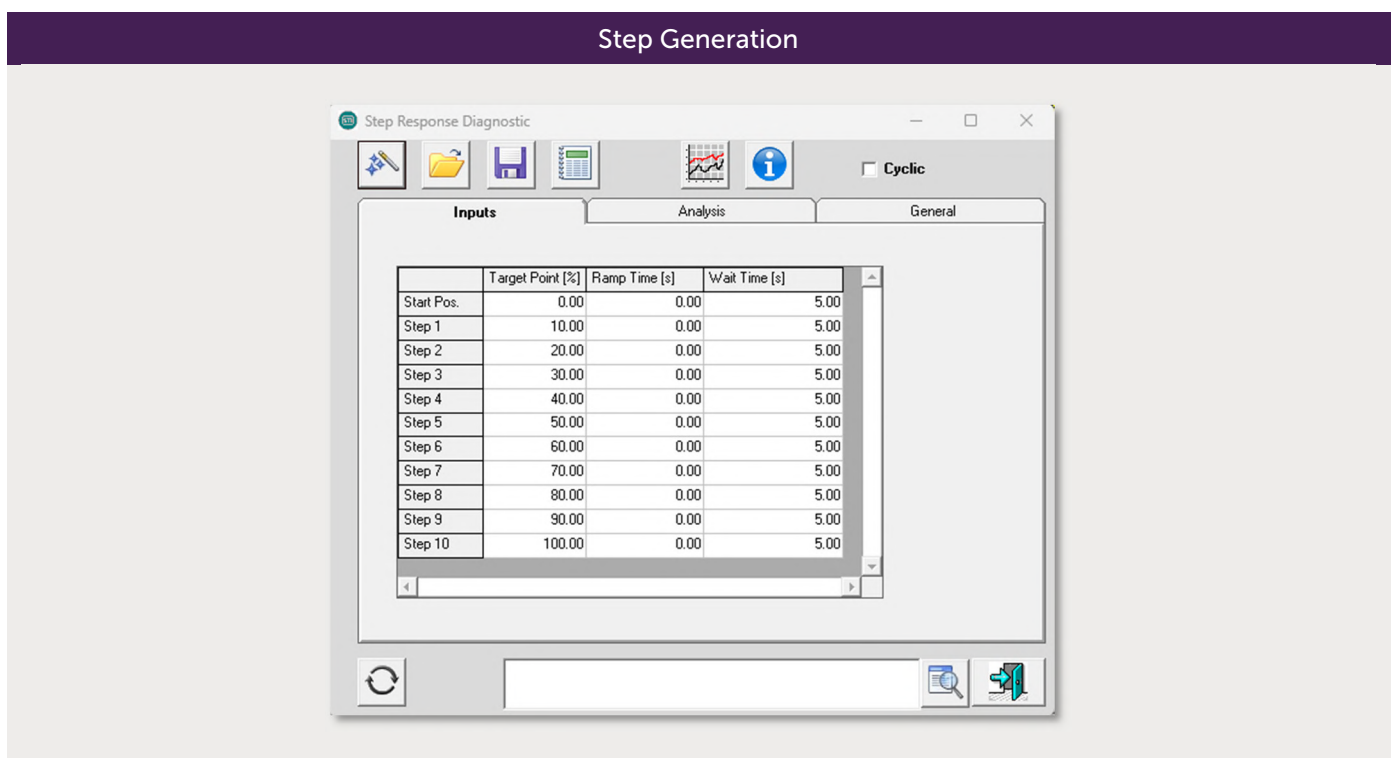 Step Generation
Step Response Diagnostic
Cyclic
Inputs Analysis General
Target Point [%] Ramp Time [s] Wait Time [s]
Start Pos. 0.00 0.00 5.00
Step 1 10.00 0.00 5.00
Step 2 20.00 0.00 5.00
Step 3 30.00 0.00 5.00
Step 4 40.00 0.00 5.00
Step 5 50.00 0.00 5.00
Step 6 60.00 0.00 5.00
Step 7 70.00 0.00 5.00
Step 8 80.00 0.00 5.00
Step 9 90.00 0.00 5.00
Step 10 100.00 0.00 5.00